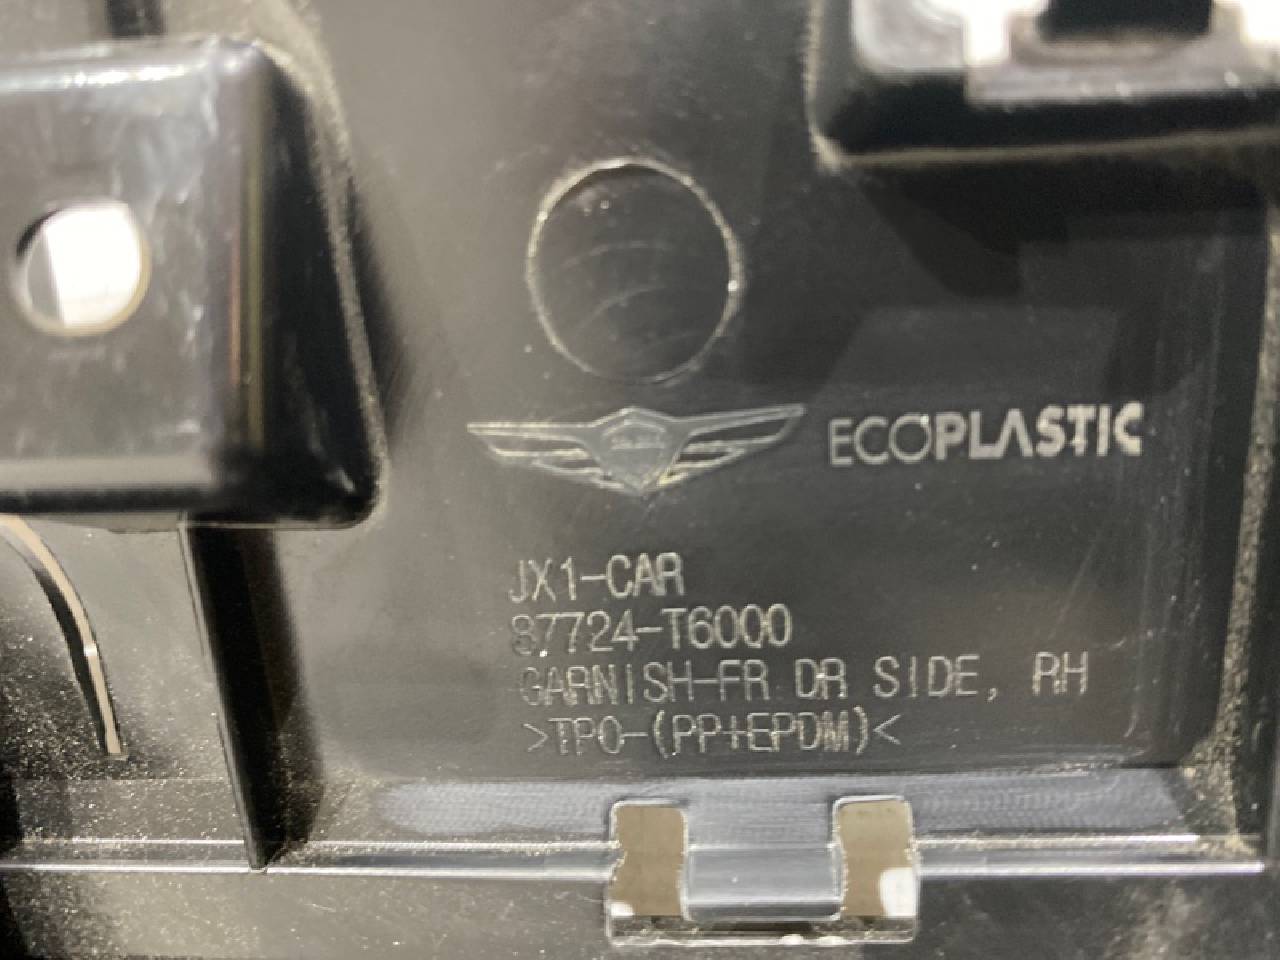 ECOPLASTIC
JX1-CAR
87724-T6000
GARNISH-FR DR SIDE, RH
>TPO-(PP+EPDM)<